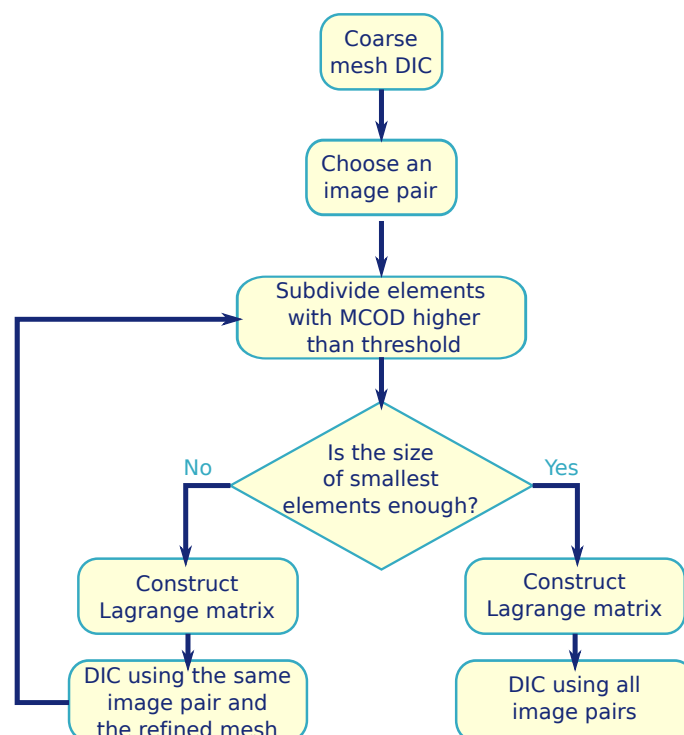 Coarse
mesh DIC
Choose an
image pair
Subdivide elements
with MCOD higher
than threshold
Is the size
of smallest
elements enough?
No
Yes
Construct
Lagrange matrix
Construct
Lagrange matrix
DIC using the same
image pair and
the refined mesh
DIC using all
image pairs